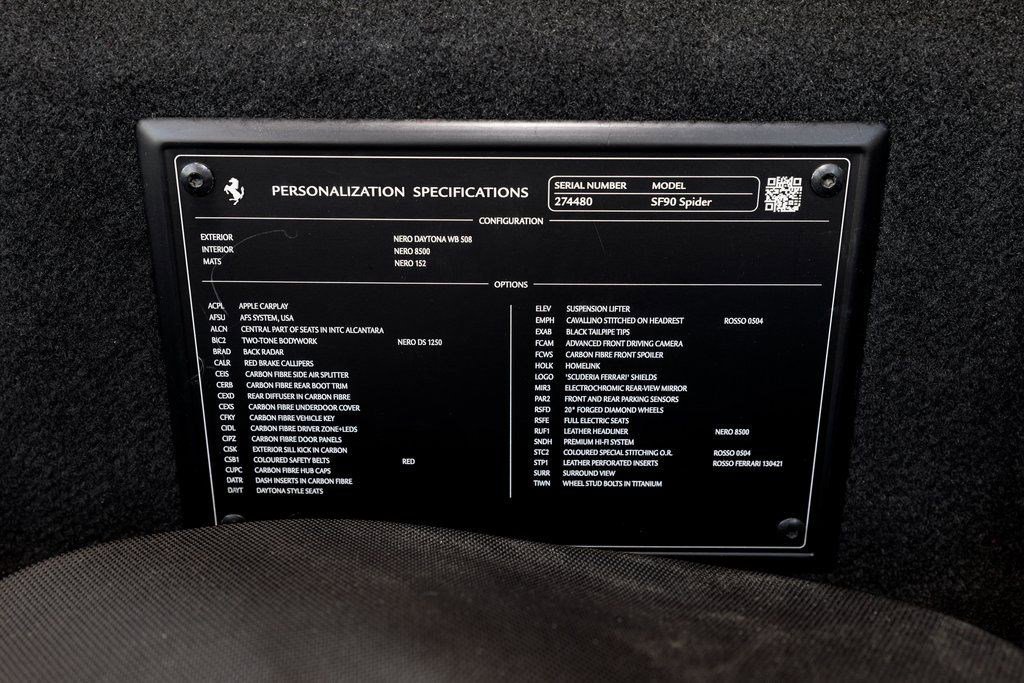 PERSONALIZATION SPECIFICATIONS
SERIAL NUMBER MODEL
274480 SF90 Spider
CONFIGURATION
EXTERIOR NERO DAYTONA WB 508
INTERIOR NERO 8500
MATS NERO 152
OPTIONS
ACPL APPLE CARPLAY
AFSU AFS SYSTEM, USA
ALCN CENTRAL PART OF SEATS IN INTC ALCANTARA
BIC2 TWO-TONE BODYWORK NERO DS 1250
BRAD BACK RADAR
CALR RED BRAKE CALLIPERS
CEIS CARBON FIBRE SIDE AIR SPLITTER
CERB CARBON FIBRE REAR BOOT TRIM
CEXD REAR DIFFUSER IN CARBON FIBRE
CEXS CARBON FIBRE UNDERDOOR COVER
CFKY CARBON FIBRE VEHICLE KEY
CIDL CARBON FIBRE DRIVER ZONE+LEDS
CIPZ CARBON FIBRE DOOR PANELS
CISK EXTERIOR SILL KICK IN CARBON
CSB1 COLOURED SAFETY BELTS RED
CUPC CARBON FIBRE HUB CAPS
DATR DASH INSERTS IN CARBON FIBRE
DAYT DAYTONA STYLE SEATS
ELEV SUSPENSION LIFTER
EMPH CAVALLINO STITCHED ON HEADREST ROSSO 0504
EXAB BLACK TAILPIPE TIPS
FCAM ADVANCED FRONT DRIVING CAMERA
FCWS CARBON FIBRE FRONT SPOILER
HOLK HOMELINK
LOGO 'SCUDERIA FERRARI' SHIELDS
MIR3 ELECTROCHROMIC REAR-VIEW MIRROR
PAR2 FRONT AND REAR PARKING SENSORS
RSFD 20" FORGED DIAMOND WHEELS
RSFE FULL ELECTRIC SEATS
RUF1 LEATHER HEADLINER NERO 8500
SNDH PREMIUM HI-FI SYSTEM
STC2 COLOURED SPECIAL STITCHING O.R. ROSSO 0504
STP1 LEATHER PERFORATED INSERTS ROSSO FERRARI 130421
SURR SURROUND VIEW
TIWN WHEEL STUD BOLTS IN TITANIUM